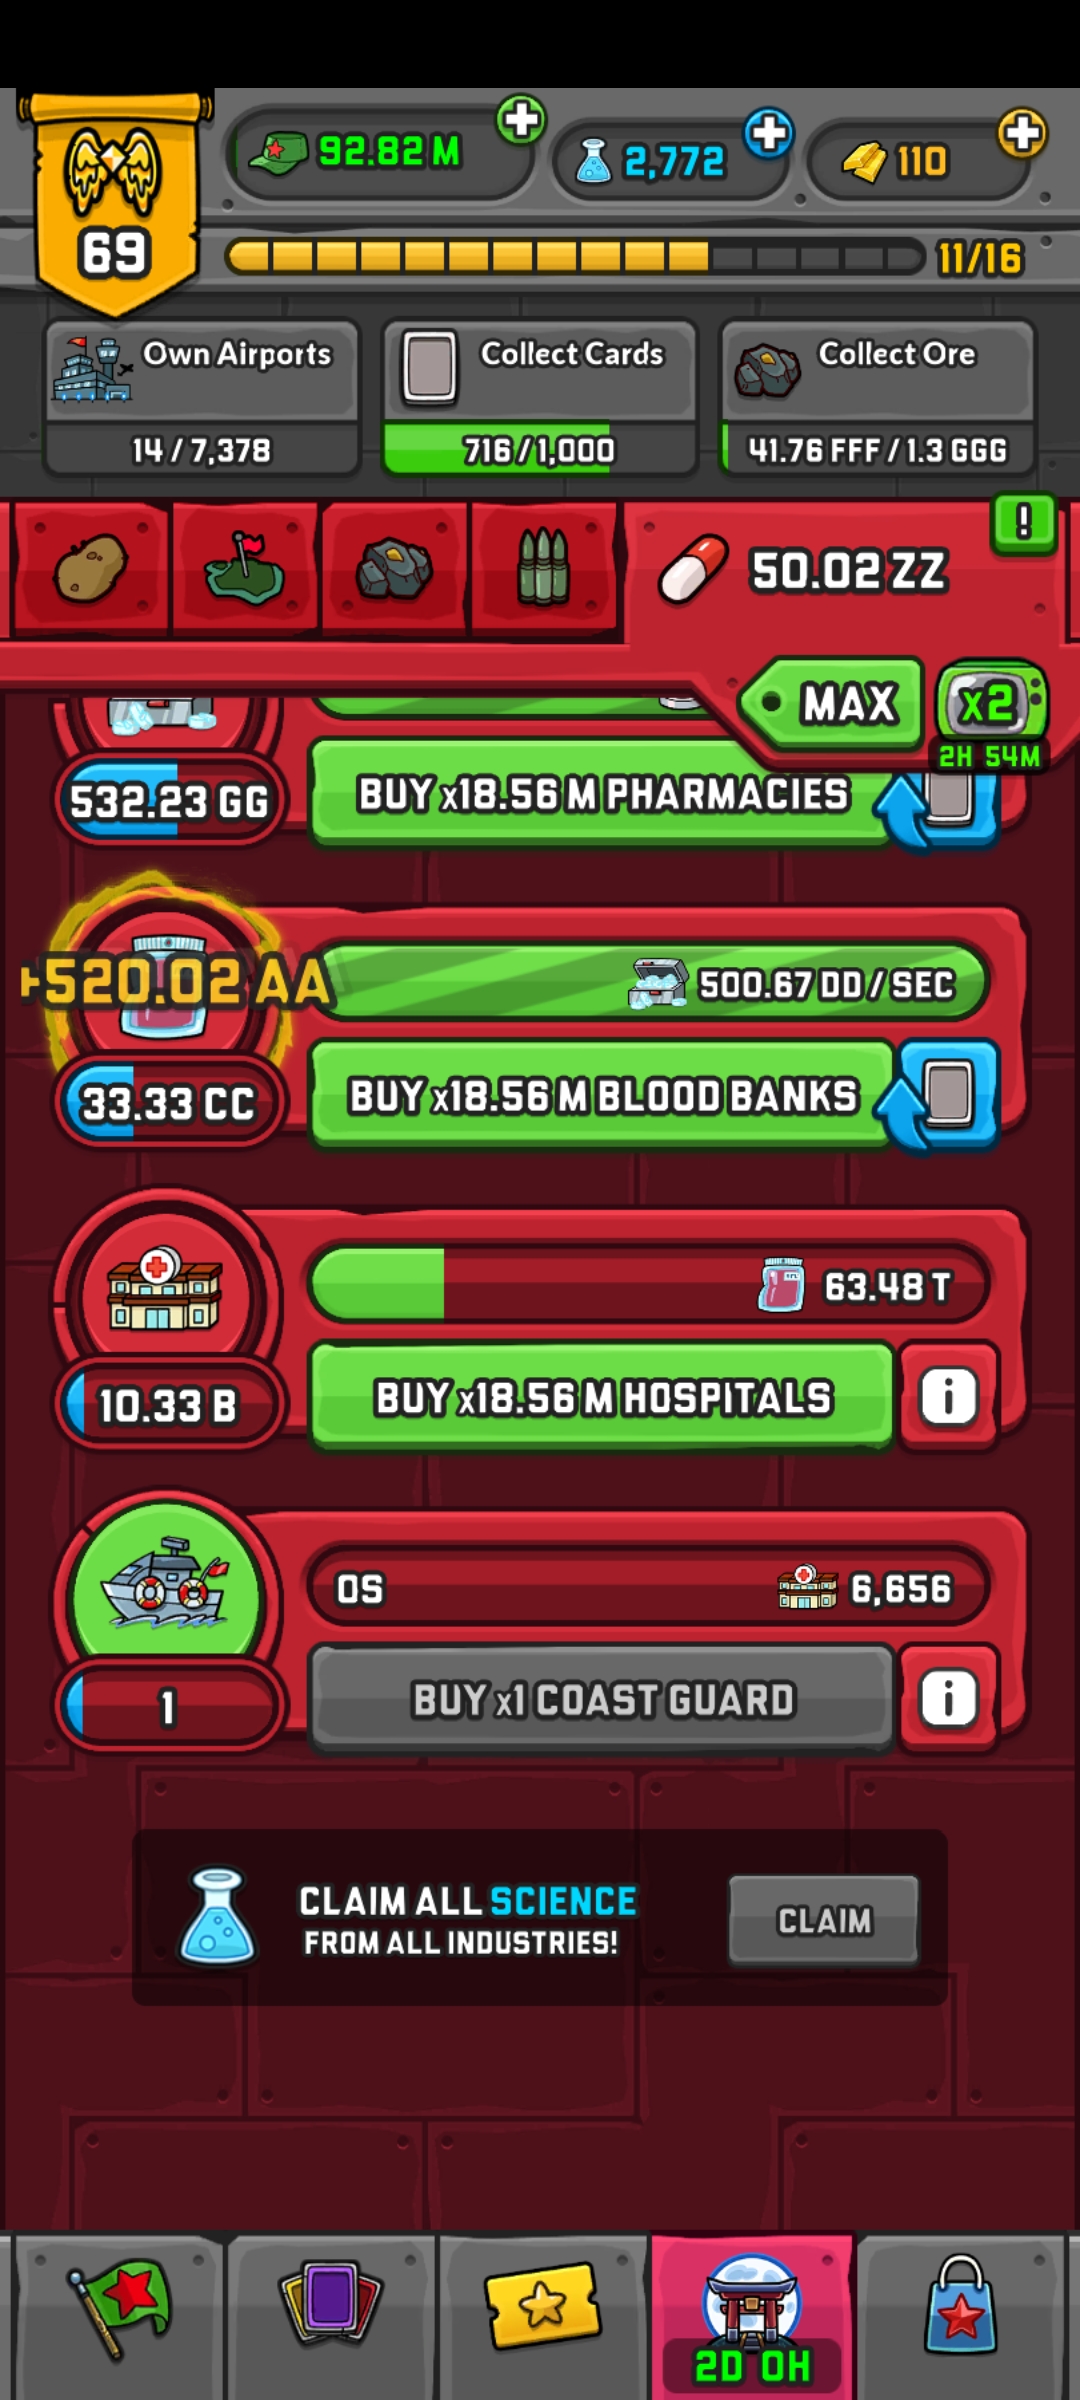 92.82 M
2,772
110
69
11/16
Own Airports
Collect Cards
Collect Ore
14 / 7,378
716 / 1,000
41.76 FFF / 1.3 GGG
!
50.02 ZZ
MAX
x2
2H 54M
532.23 GG
BUY x18.56 M PHARMACIES
+520.02 AA
500.67 DD / SEC
33.33 CC
BUY x18.56 M BLOOD BANKS
63.48 T
10.33 B
BUY x18.56 M HOSPITALS
i
0S
6,656
1
BUY x1 COAST GUARD
i
CLAIM ALL SCIENCE
FROM ALL INDUSTRIES!
CLAIM
2D 0H